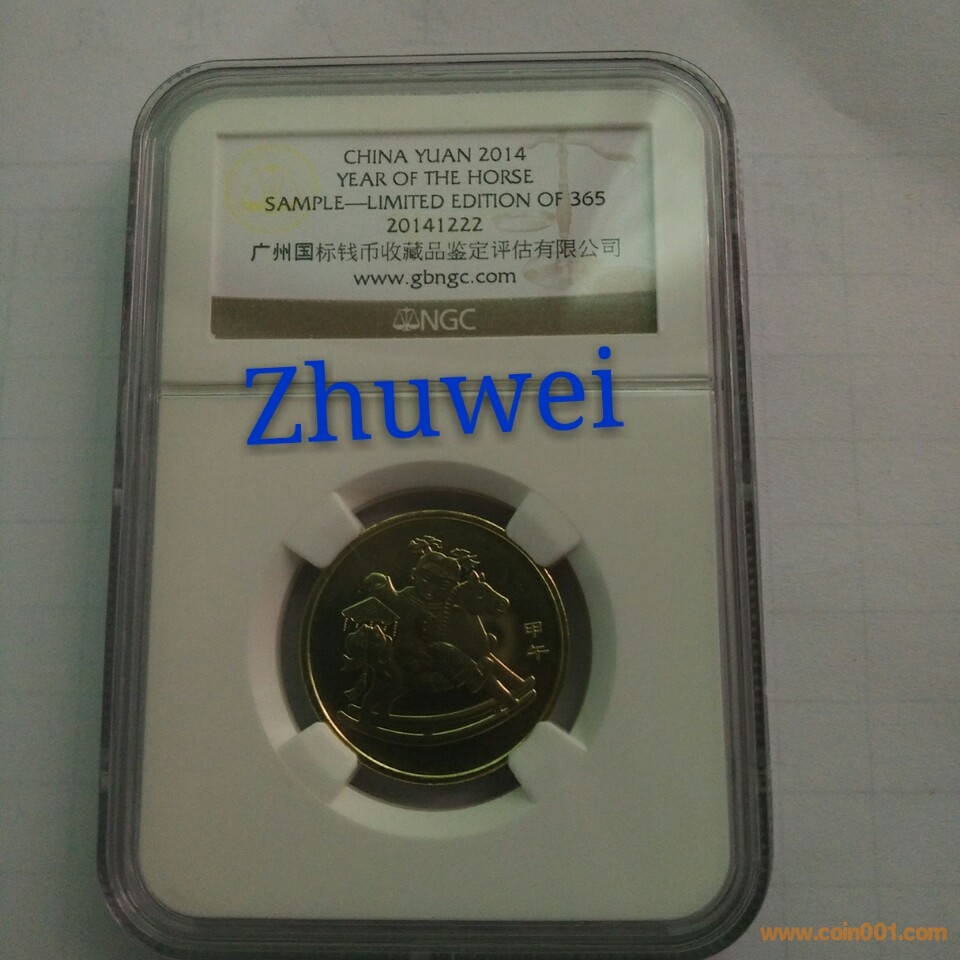 CHINA YUAN 2014
YEAR OF THE HORSE
SAMPLE—LIMITED EDITION OF 365
20141222
广州国标钱币收藏品鉴定评估有限公司
www.gbngc.com
NGC
Zhuwei
甲午
www.coin001.com